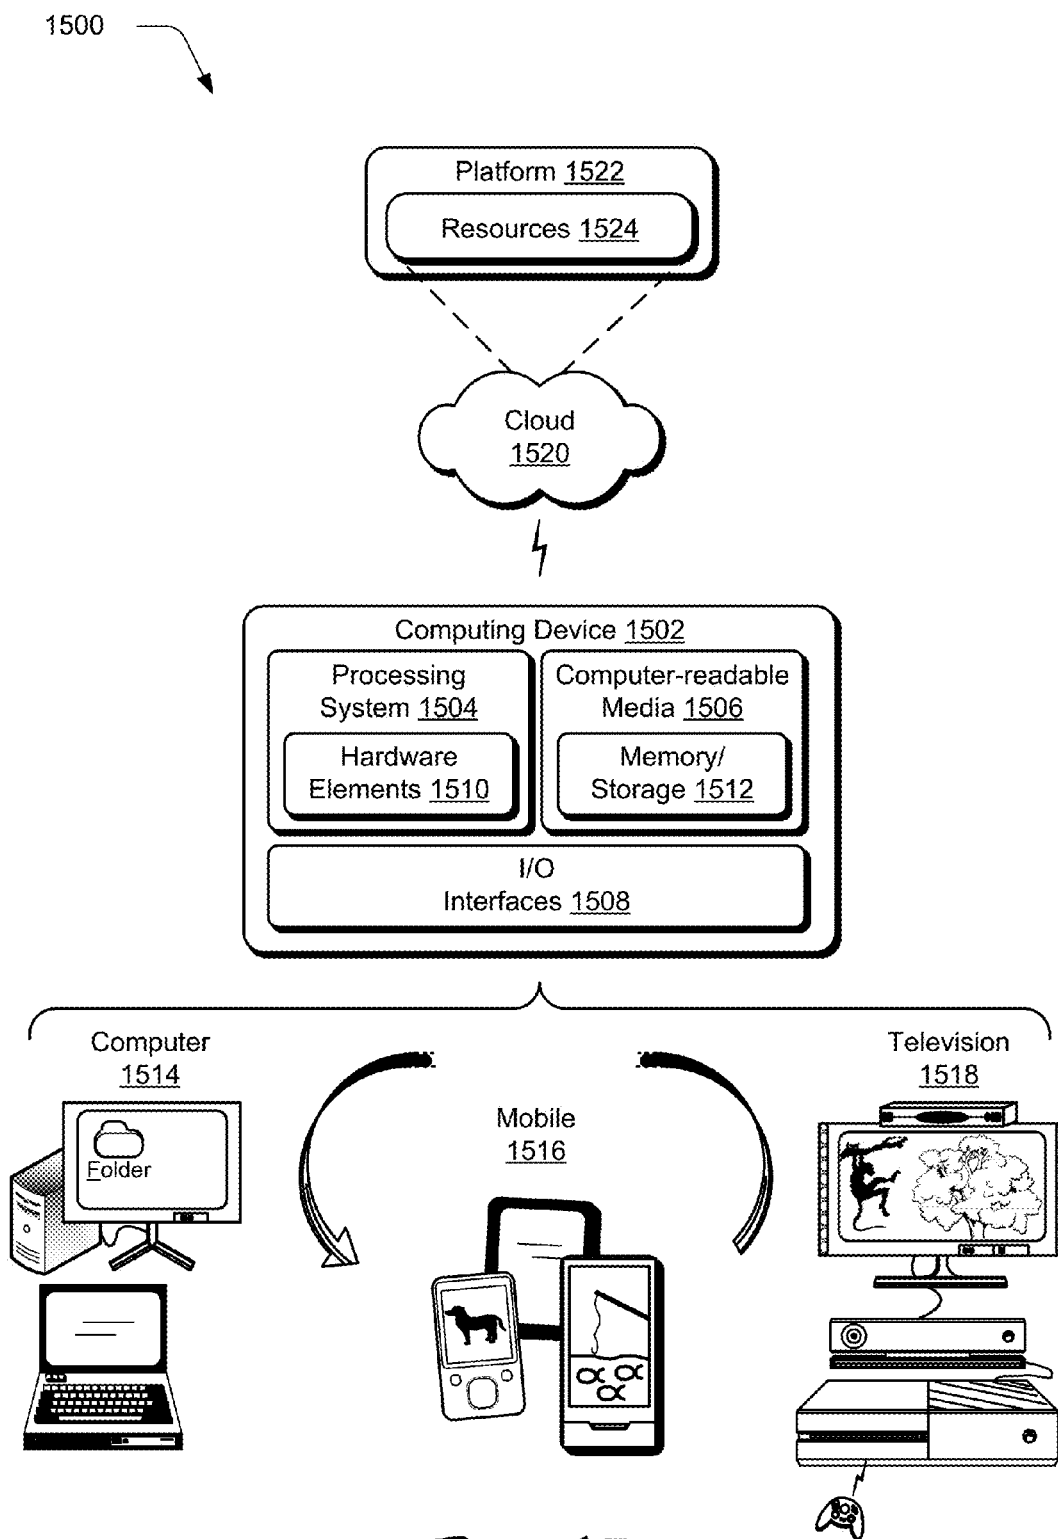 1500
Platform 1522
Resources 1524
Cloud
1520
Computing Device 1502
Processing
System 1504
Computer-readable
Media 1506
Hardware
Elements 1510
Memory/
Storage 1512
I/O
Interfaces 1508
Computer
1514
Mobile
1516
Television
1518
Folder